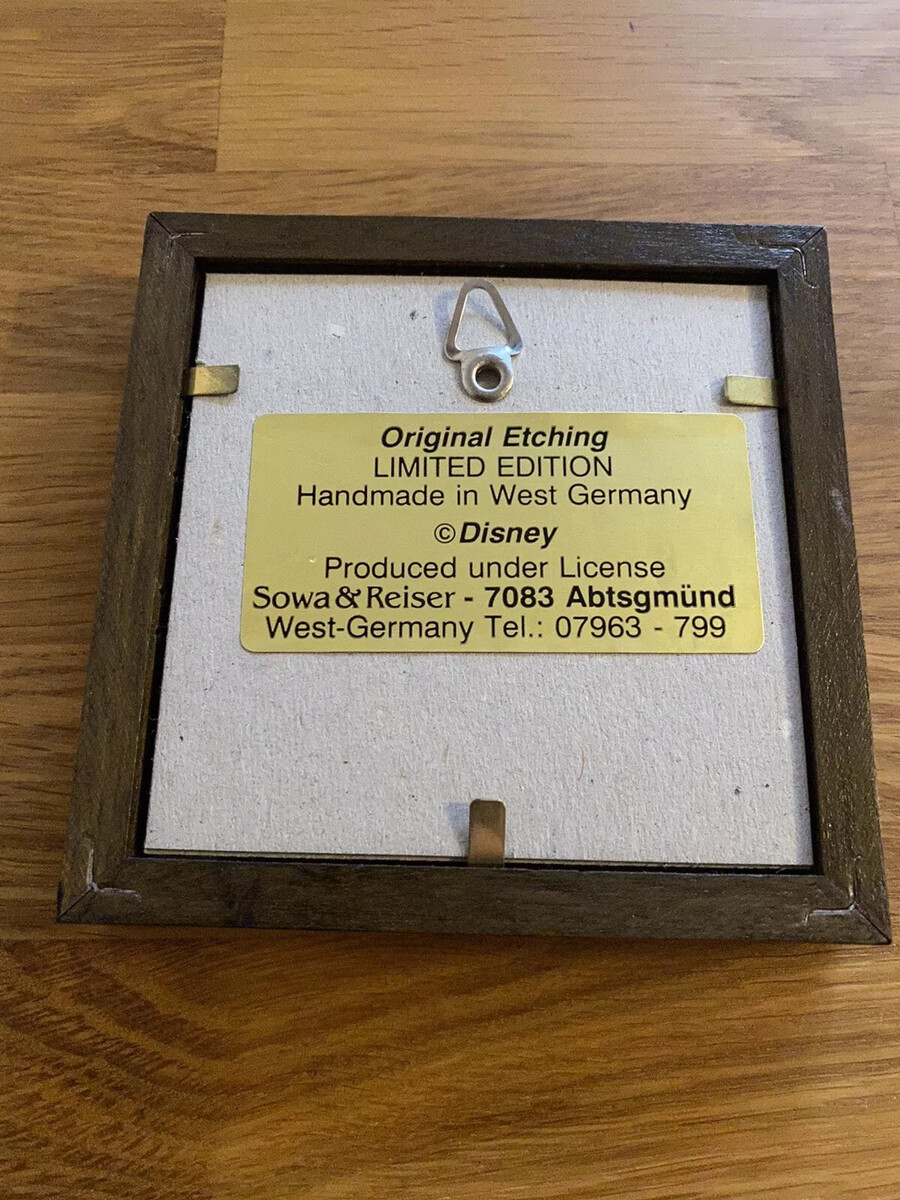 Original Etching
LIMITED EDITION
Handmade in West Germany
©Disney
Produced under License
Sowa & Reiser - 7083 Abtsgmünd
West-Germany Tel.: 07963 - 799